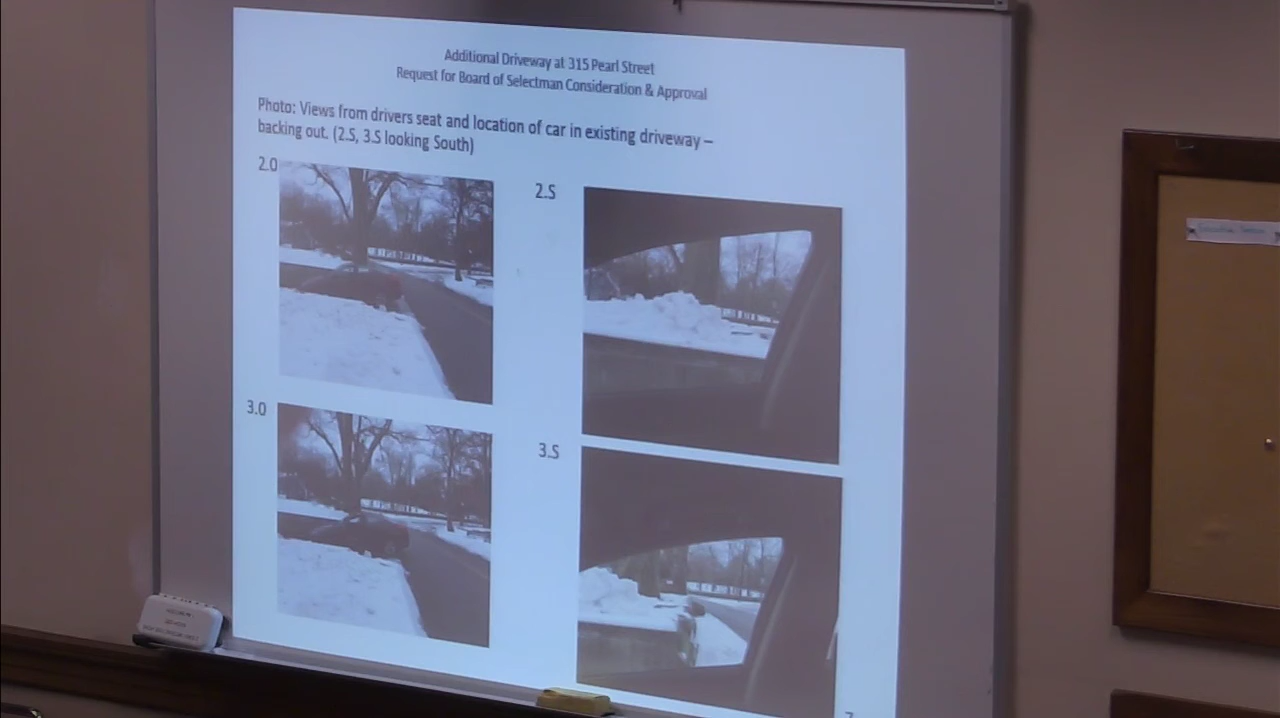 Additional Driveway at 315 Pearl Street
Request for Board of Selectman Consideration & Approval
Photo: Views from drivers seat and location of car in existing driveway –
backing out. (2.S, 3.S looking South)
2.0
2.S
3.0
3.S
7